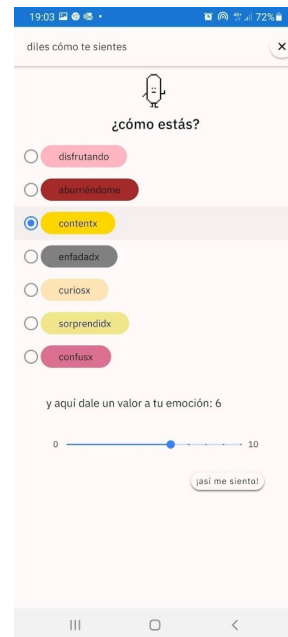 19:03 72%
diles cómo te sientes
¿cómo estás?
disfrutando
aburriéndome
contentx
enfadadx
curiosx
sorprendidx
confusx
y aquí dale un valor a tu emoción: 6
0 10
¡así me siento!